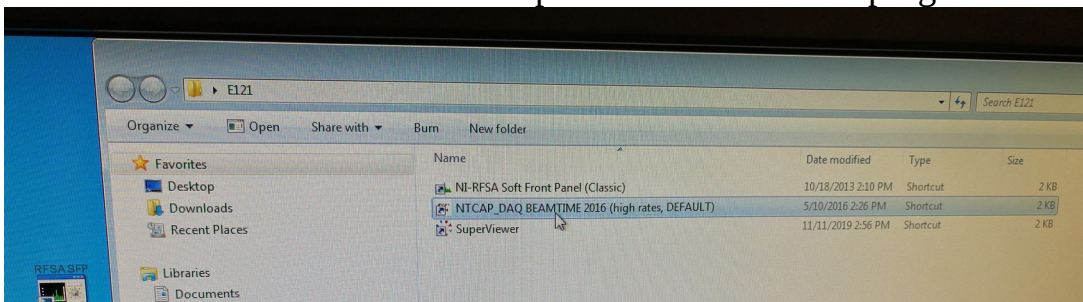 E121
Search E121
Organize Open Share with Burn New folder
Favorites
Desktop
Downloads
Recent Places
Libraries
Documents
Name Date modified Type Size
NI-RFSA Soft Front Panel (Classic) 10/18/2013 2:10 PM Shortcut 2 KB
NTCAP_DAQ BEAMTIME 2016 (high rates, DEFAULT) 5/10/2016 2:26 PM Shortcut 2 KB
SuperViewer 11/11/2019 2:56 PM Shortcut 2 KB
RFSA SFP